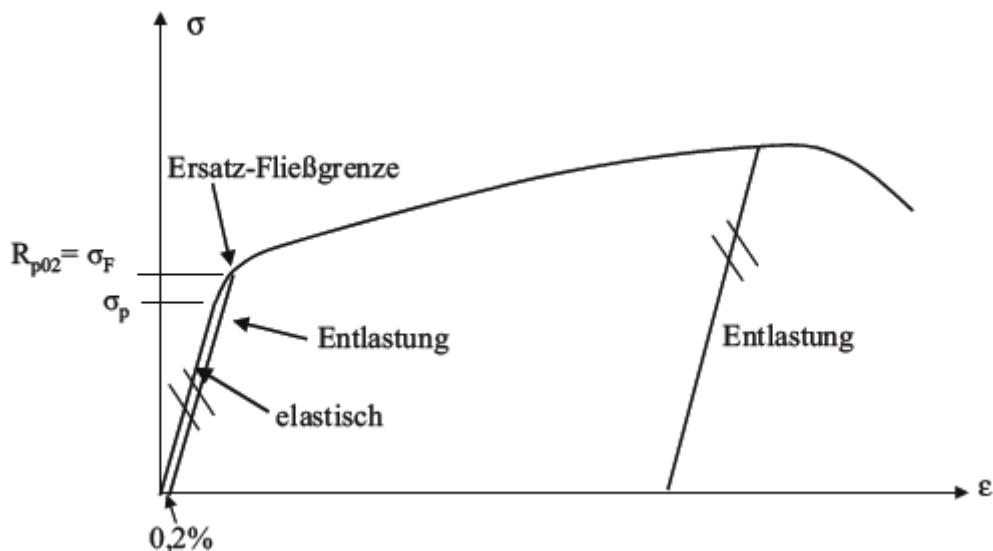 σ
Ersatz-Fließgrenze
R_p02 = σ_F
σ_p
Entlastung
Entlastung
elastisch
ε
0,2%